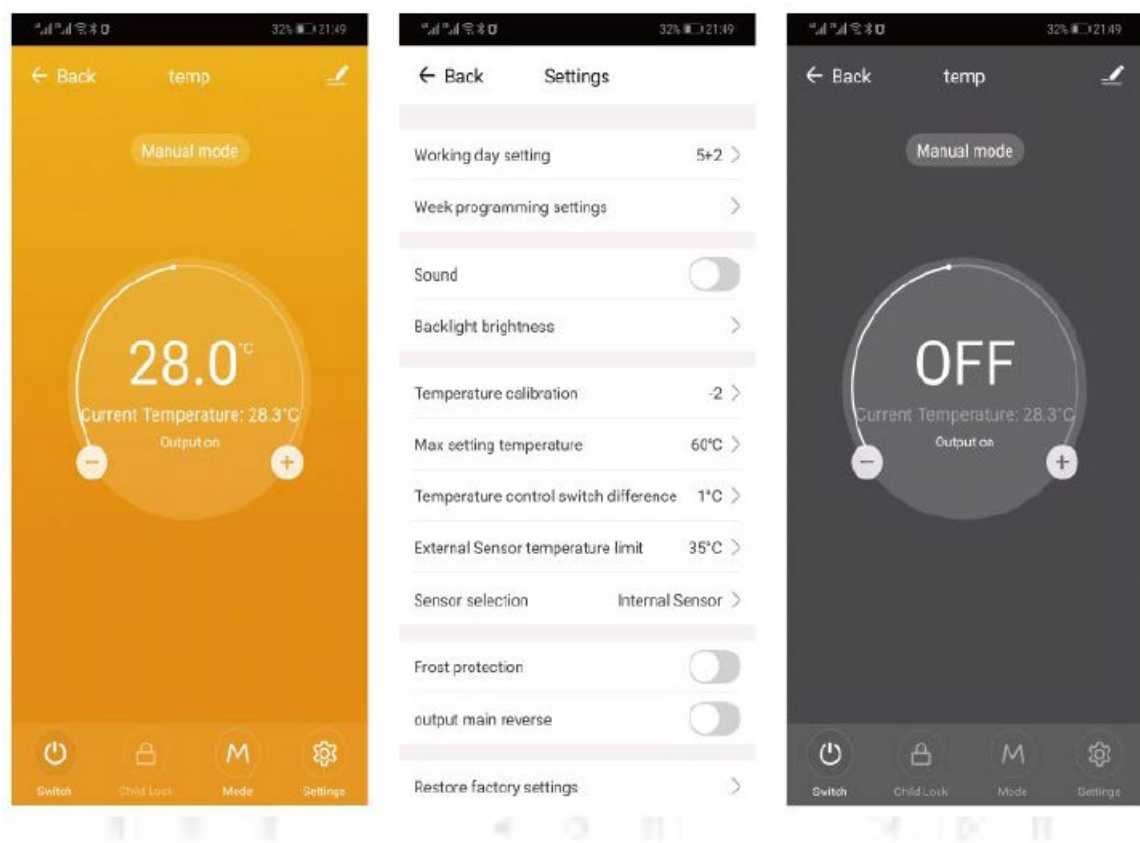 32% 21:49
← Back temp
Manual mode
28.0°C
Current Temperature: 28.3°C
Output on
−
+
Switch
Child Lock
Mode
Settings
32% 21:49
← Back Settings
Working day setting 5+2 >
Week programming settings >
Sound
Backlight brightness >
Temperature calibration -2 >
Max setting temperature 60°C >
Temperature control switch difference 1°C >
External Sensor temperature limit 35°C >
Sensor selection Internal Sensor >
Frost protection
output main reverse
Restore factory settings >
32% 21:49
← Back temp
Manual mode
OFF
Current Temperature: 28.3°C
Output on
−
+
Switch
Child Lock
Mode
Settings